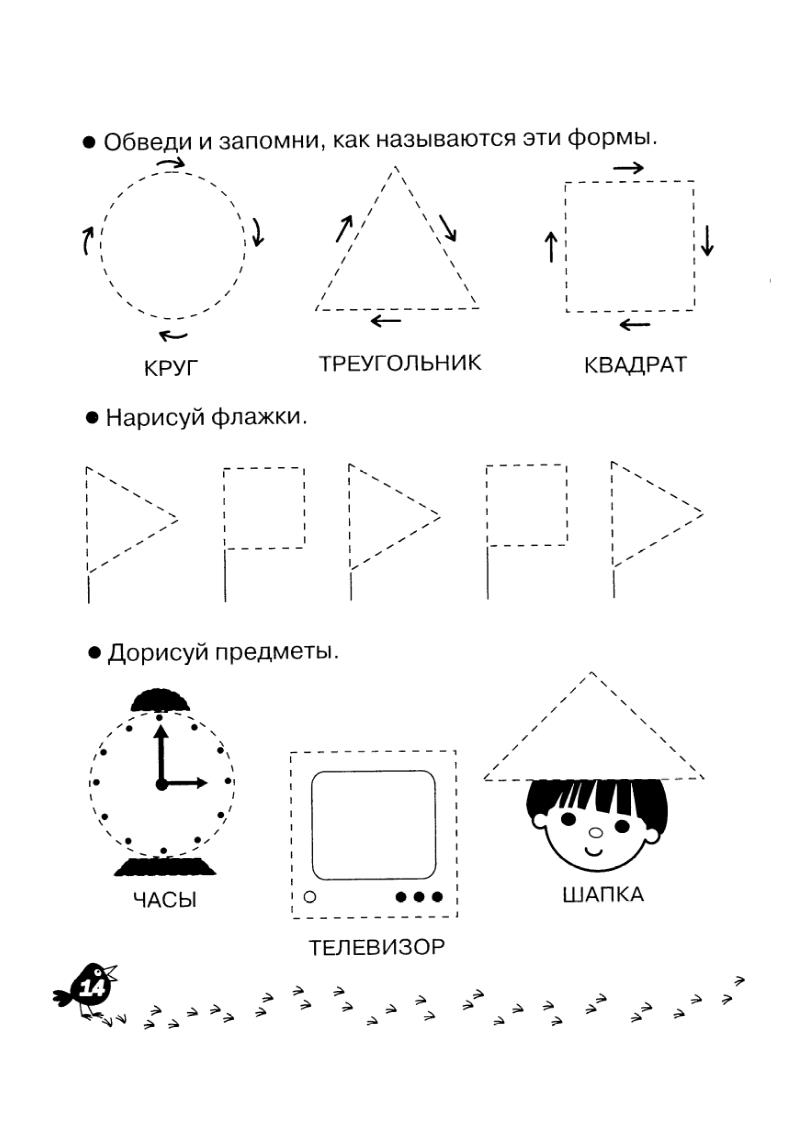 ● Обведи и запомни, как называются эти формы.
КРУГ
ТРЕУГОЛЬНИК
КВАДРАТ
● Нарисуй флажки.
● Дорисуй предметы.
ЧАСЫ
ТЕЛЕВИЗОР
ШАПКА
14